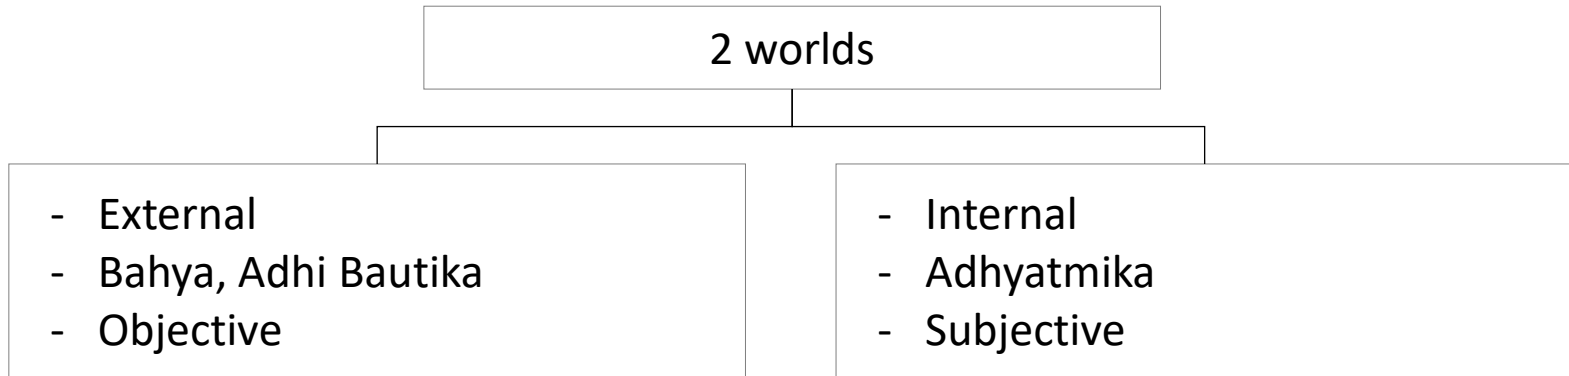 2 worlds
- External
- Bahya, Adhi Bautika
- Objective
- Internal
- Adhyatmika
- Subjective